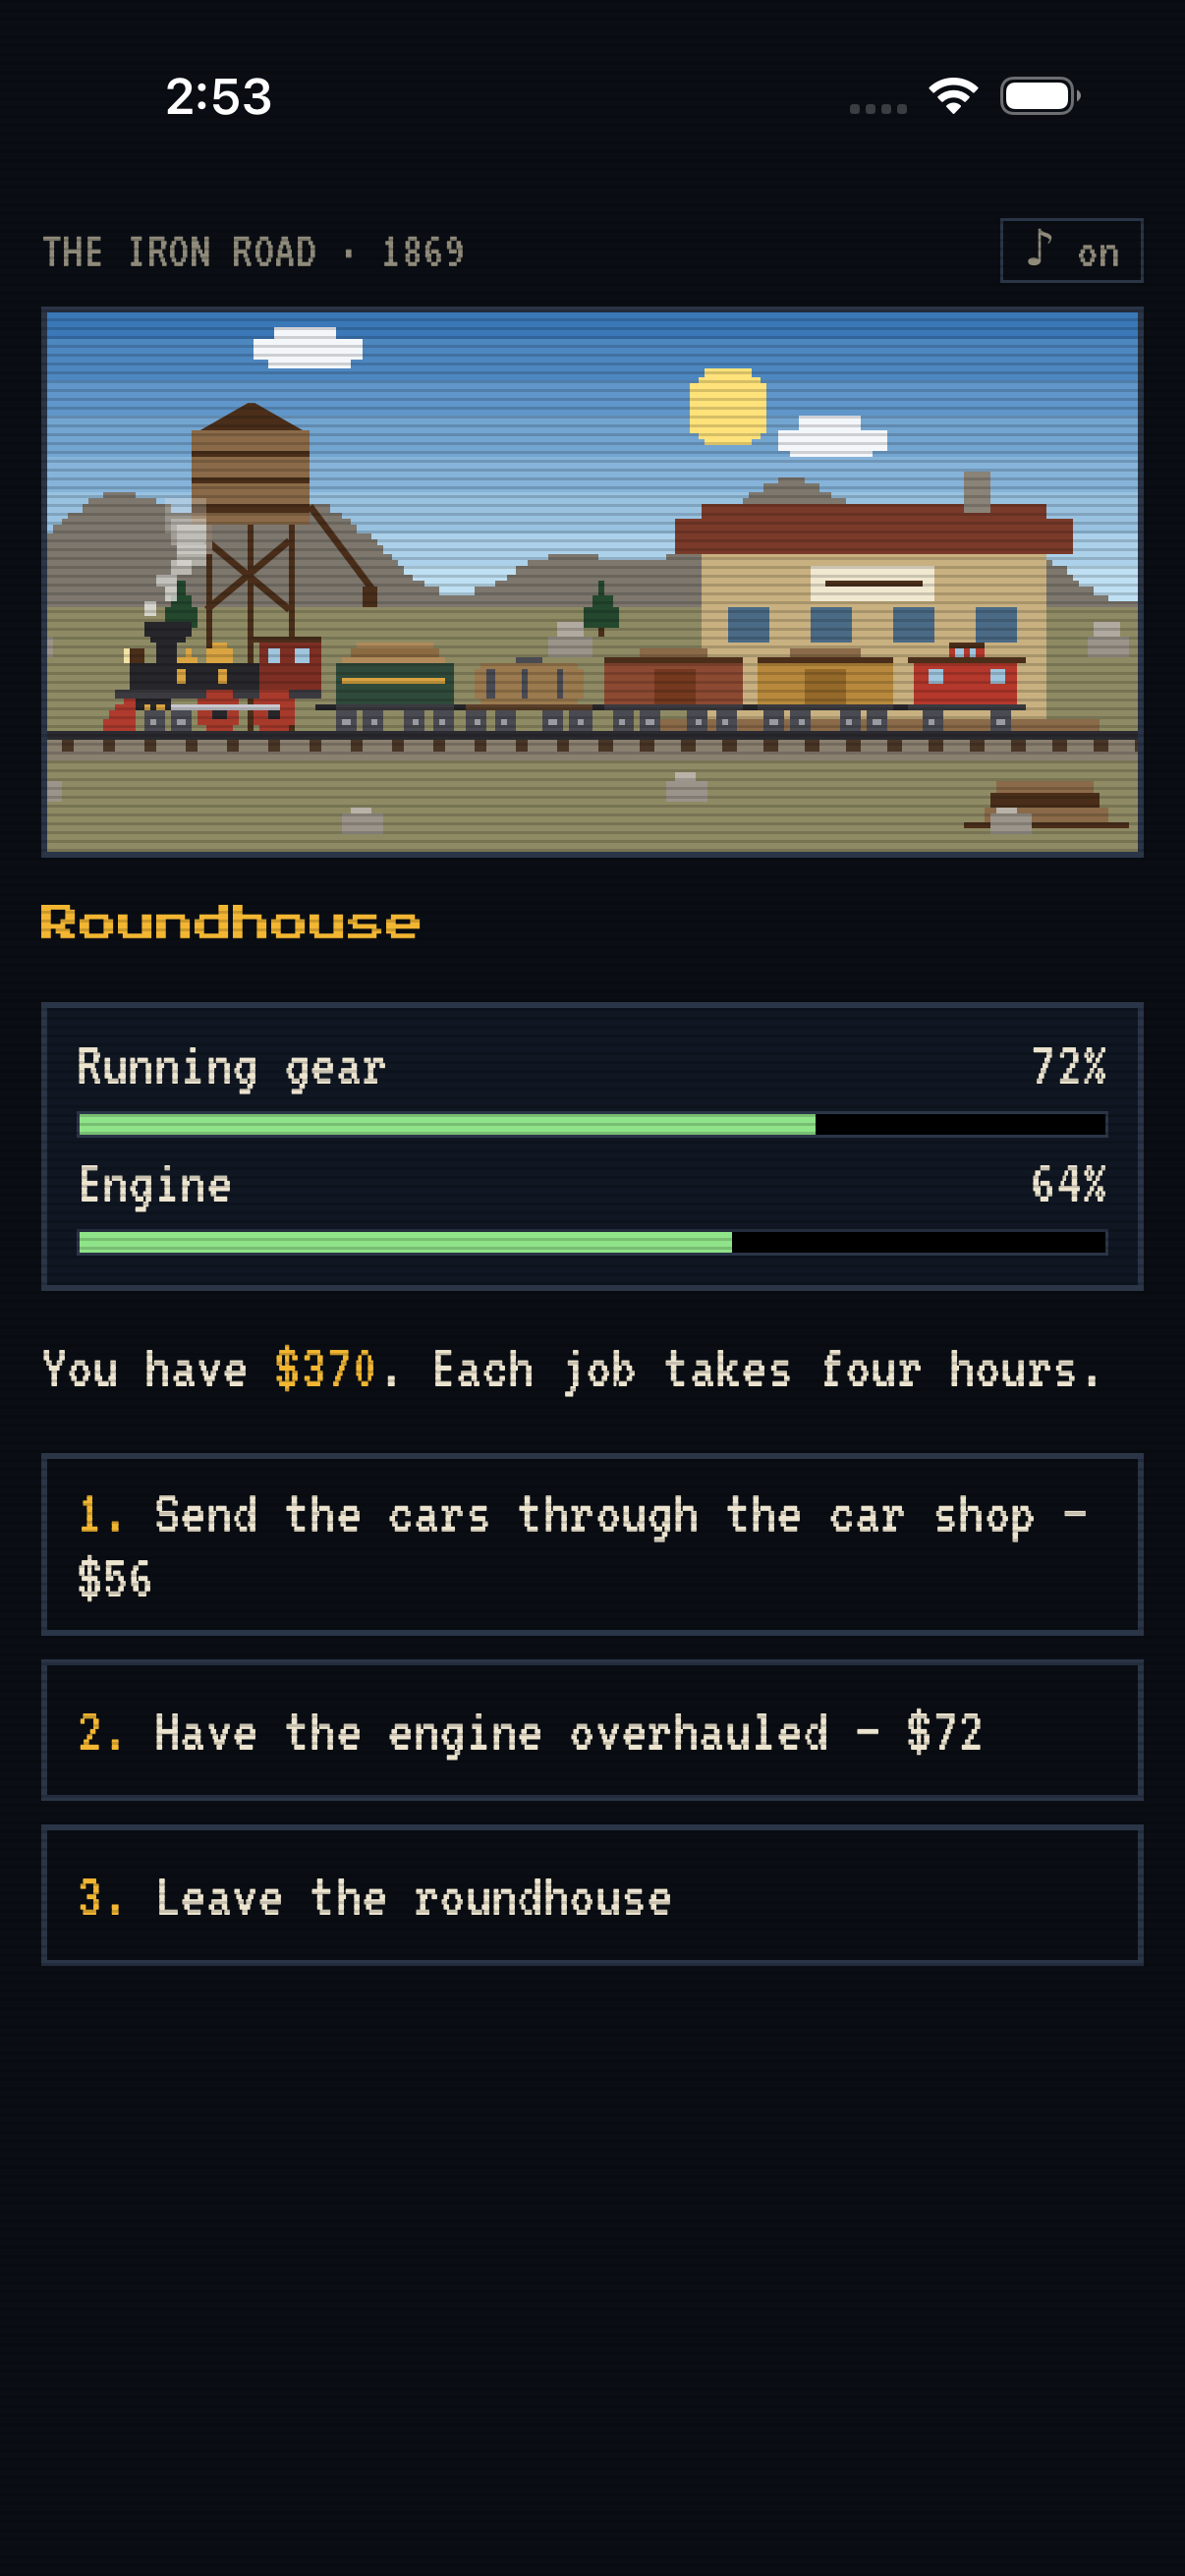 2:53
THE IRON ROAD · 1869
♪ on
Roundhouse
Running gear 72%
Engine 64%
You have $370. Each job takes four hours.
1. Send the cars through the car shop —
$56
2. Have the engine overhauled — $72
3. Leave the roundhouse